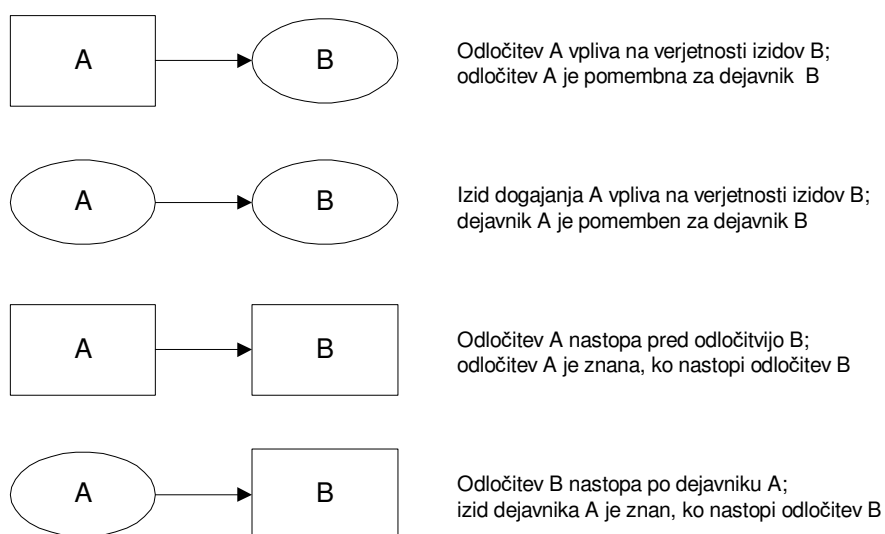 A
B
Odločitev A vpliva na verjetnosti izidov B;
odločitev A je pomembna za dejavnik B
A
B
Izid dogajanja A vpliva na verjetnosti izidov B;
dejavnik A je pomemben za dejavnik B
A
B
Odločitev A nastopa pred odločitvijo B;
odločitev A je znana, ko nastopi odločitev B
A
B
Odločitev B nastopa po dejavniku A;
izid dejavnika A je znan, ko nastopi odločitev B